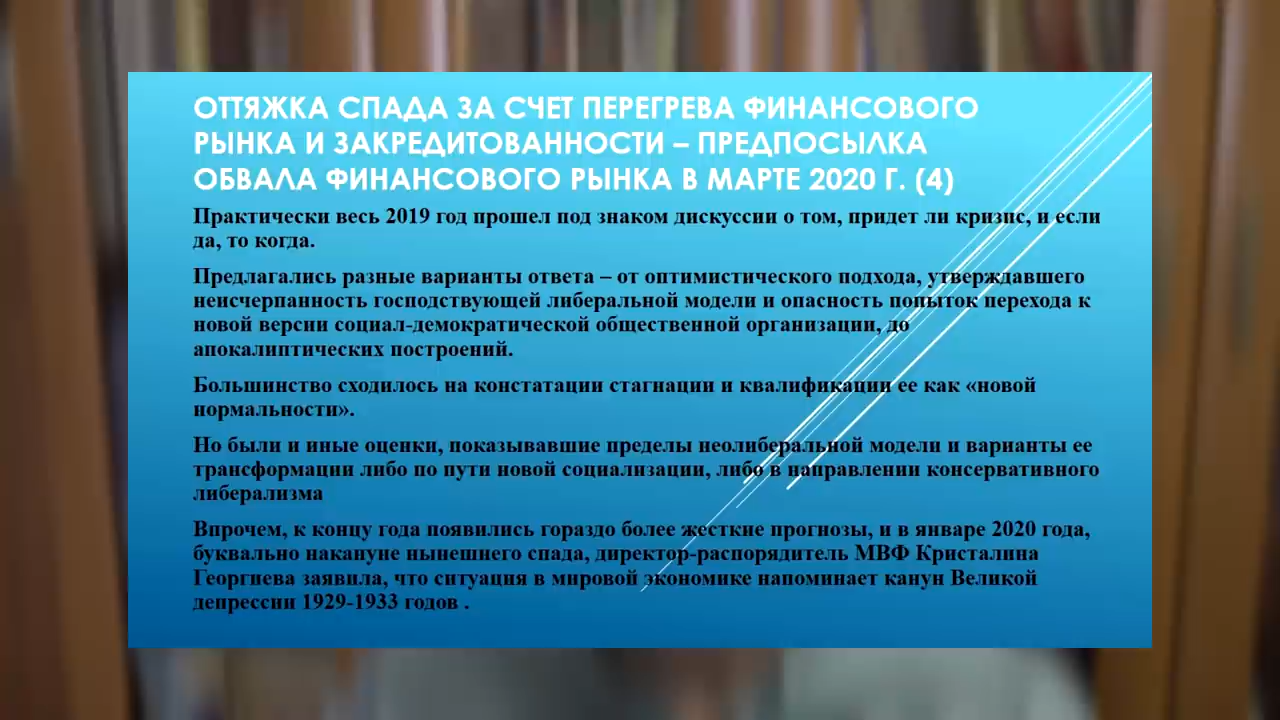 ОТТЯЖКА СПАДА ЗА СЧЕТ ПЕРЕГРЕВА ФИНАНСОВОГО
РЫНКА И ЗАКРЕДИТОВАННОСТИ – ПРЕДПОСЫЛКА
ОБВАЛА ФИНАНСОВОГО РЫНКА В МАРТЕ 2020 Г. (4)
Практически весь 2019 год прошел под знаком дискуссии о том, придет ли кризис, и если
да, то когда.
Предлагались разные варианты ответа – от оптимистического подхода, утверждавшего
неисчерпанность господствующей либеральной модели и опасность попыток перехода к
новой версии социал-демократической общественной организации, до
апокалиптических построений.
Большинство сходилось на констатации стагнации и квалификации ее как «новой
нормальности».
Но были и иные оценки, показывавшие пределы неолиберальной модели и варианты ее
трансформации либо по пути новой социализации, либо в направлении консервативного
либерализма
Впрочем, к концу года появились гораздо более жесткие прогнозы, и в январе 2020 года,
буквально накануне нынешнего спада, директор-распорядитель МВФ Кристалина
Георгиева заявила, что ситуация в мировой экономике напоминает канун Великой
депрессии 1929-1933 годов .